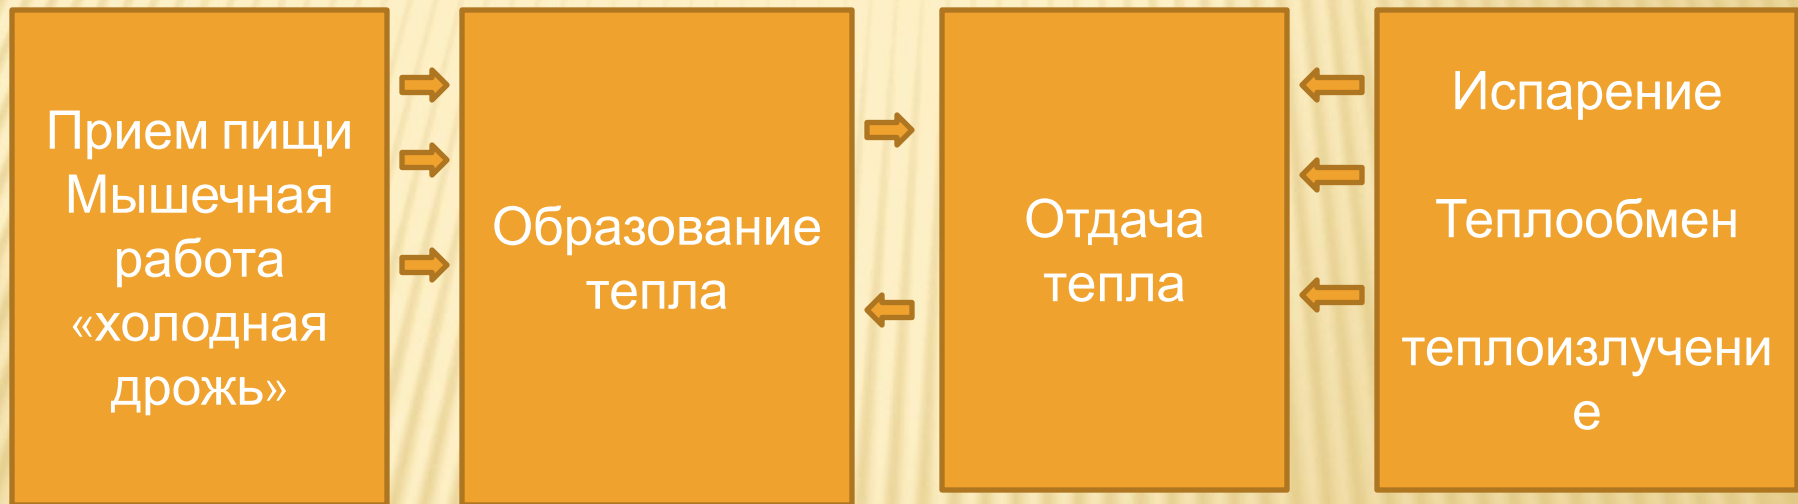 Прием пищи
Мышечная
работа
«холодная
дрожь»
Образование
тепла
Отдача
тепла
Испарение
Теплообмен
теплоизлучени
е